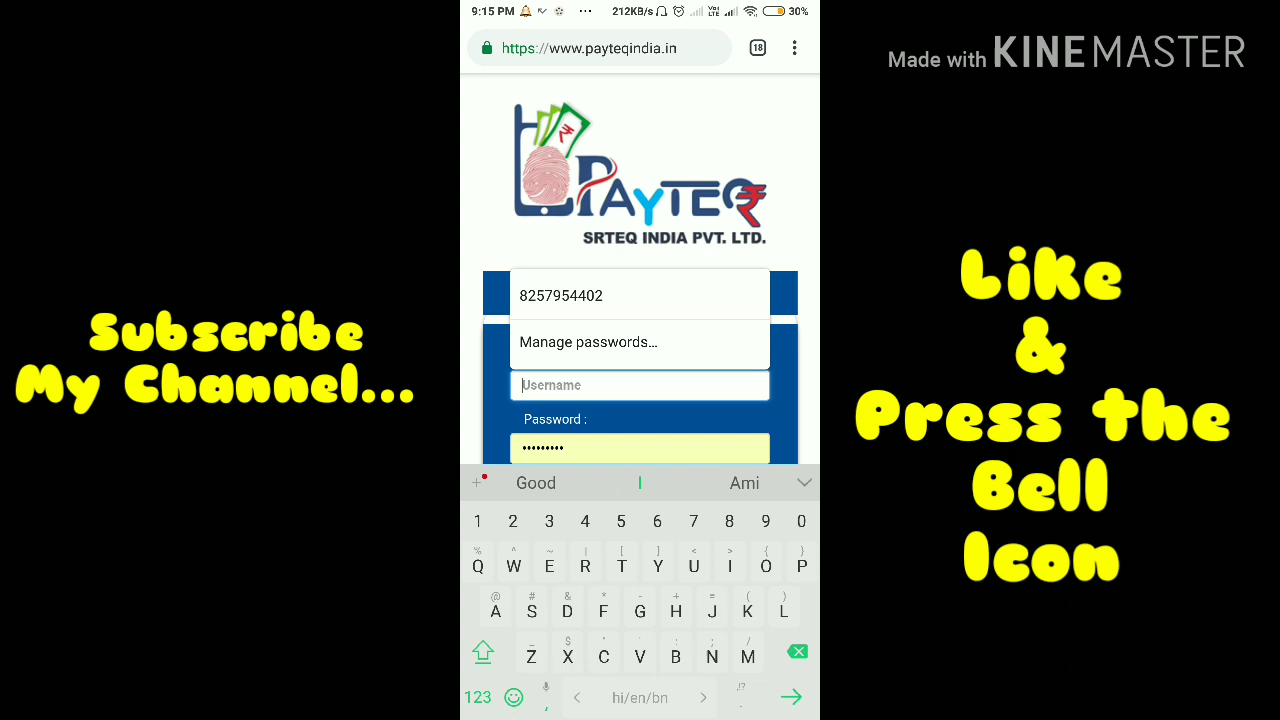 9:15 PM ... 212KB/s VoLTE 30%
https://www.payteqindia.in 18
PAYTEQ
SRTEQ INDIA PVT. LTD.
8257954402
Manage passwords...
Username
Password :
•••••••••
+ Good I Ami
1 2 3 4 5 6 7 8 9 0
% ^ ~ | [ ] < > { }
Q W E R T Y U I O P
@ # & * - + = ( )
A S D F G H J K L
_ $ " ' : ; /
Z X C V B N M
,!?
123 , < hi/en/bn > .
Subscribe
My Channel...
Made with KINEMASTER
Like
&
Press the
Bell
Icon